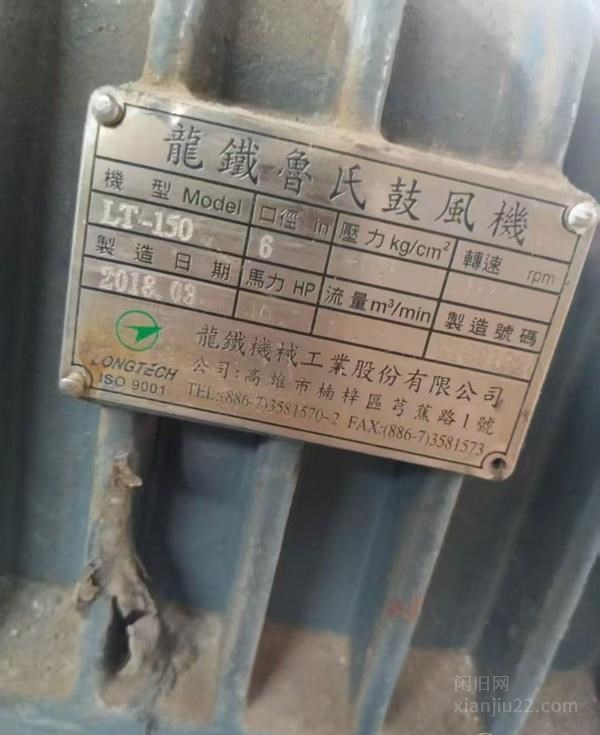 龍鐵魯氏鼓風機
機 型 Model 口徑 in 壓力 kg/cm² 轉速 rpm
LT-150 6
製造日期 馬力 HP 流量 m³/min 製造號碼
2018.03
龍鐵機械工業股份有限公司
公司:高雄市楠梓區芎蕉路1號
TEL:(886-7)3581570~2 FAX:(886-7)3581573
LONGTECH
ISO 9001
闲旧网
xianjiu22.com